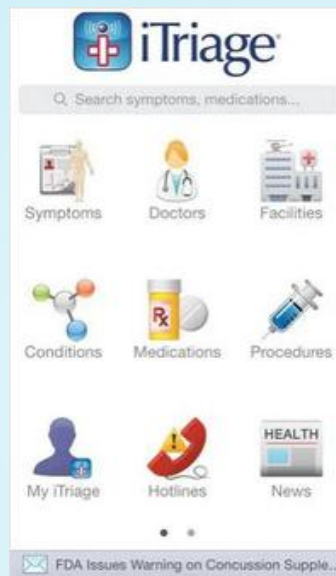 iTriage
Search symptoms, medications...
Symptoms
Doctors
Facilities
Conditions
Rx
Medications
Procedures
My iTriage
Hotlines
HEALTH
News
FDA Issues Warning on Concussion Supple...